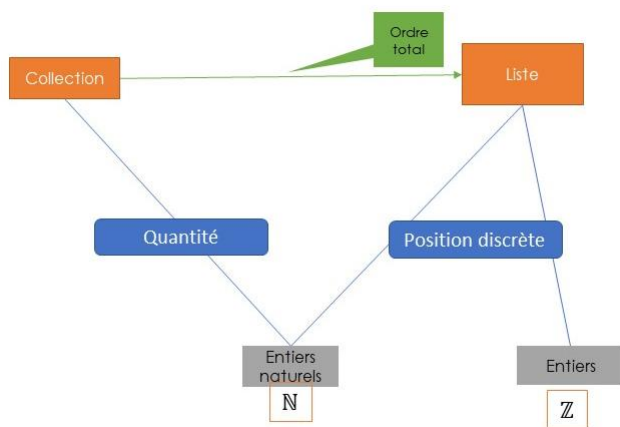 Ordre
total
Collection
Liste
Quantité
Position discrète
Entiers
naturels
Entiers
ℕ
ℤ